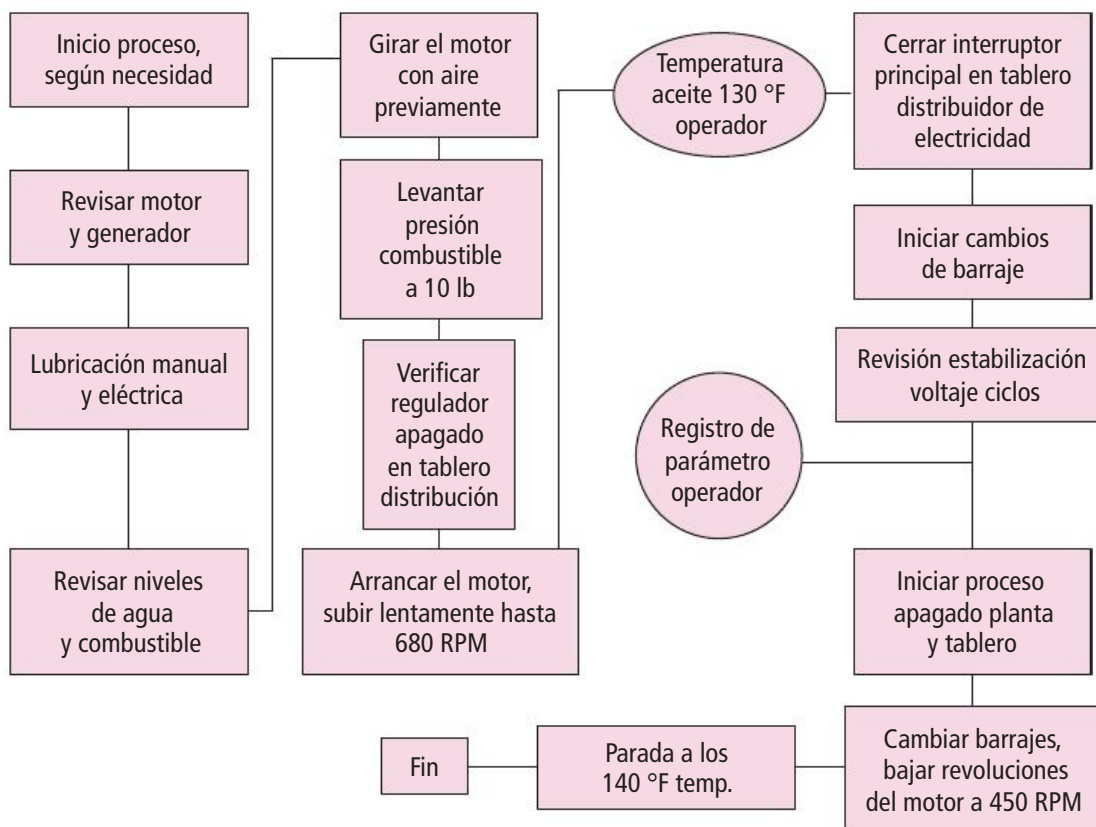 Inicio proceso,
según necesidad
Revisar motor
y generador
Lubricación manual
y eléctrica
Revisar niveles
de agua
y combustible
Girar el motor
con aire
previamente
Levantar
presión
combustible
a 10 lb
Verificar
regulador
apagado
en tablero
distribución
Arrancar el motor,
subir lentamente hasta
680 RPM
Temperatura
aceite 130 °F
operador
Cerrar interruptor
principal en tablero
distribuidor de
electricidad
Iniciar cambios
de barraje
Revisión estabilización
voltaje ciclos
Registro de
parámetro
operador
Iniciar proceso
apagado planta
y tablero
Cambiar barrajes,
bajar revoluciones
del motor a 450 RPM
Parada a los
140 °F temp.
Fin